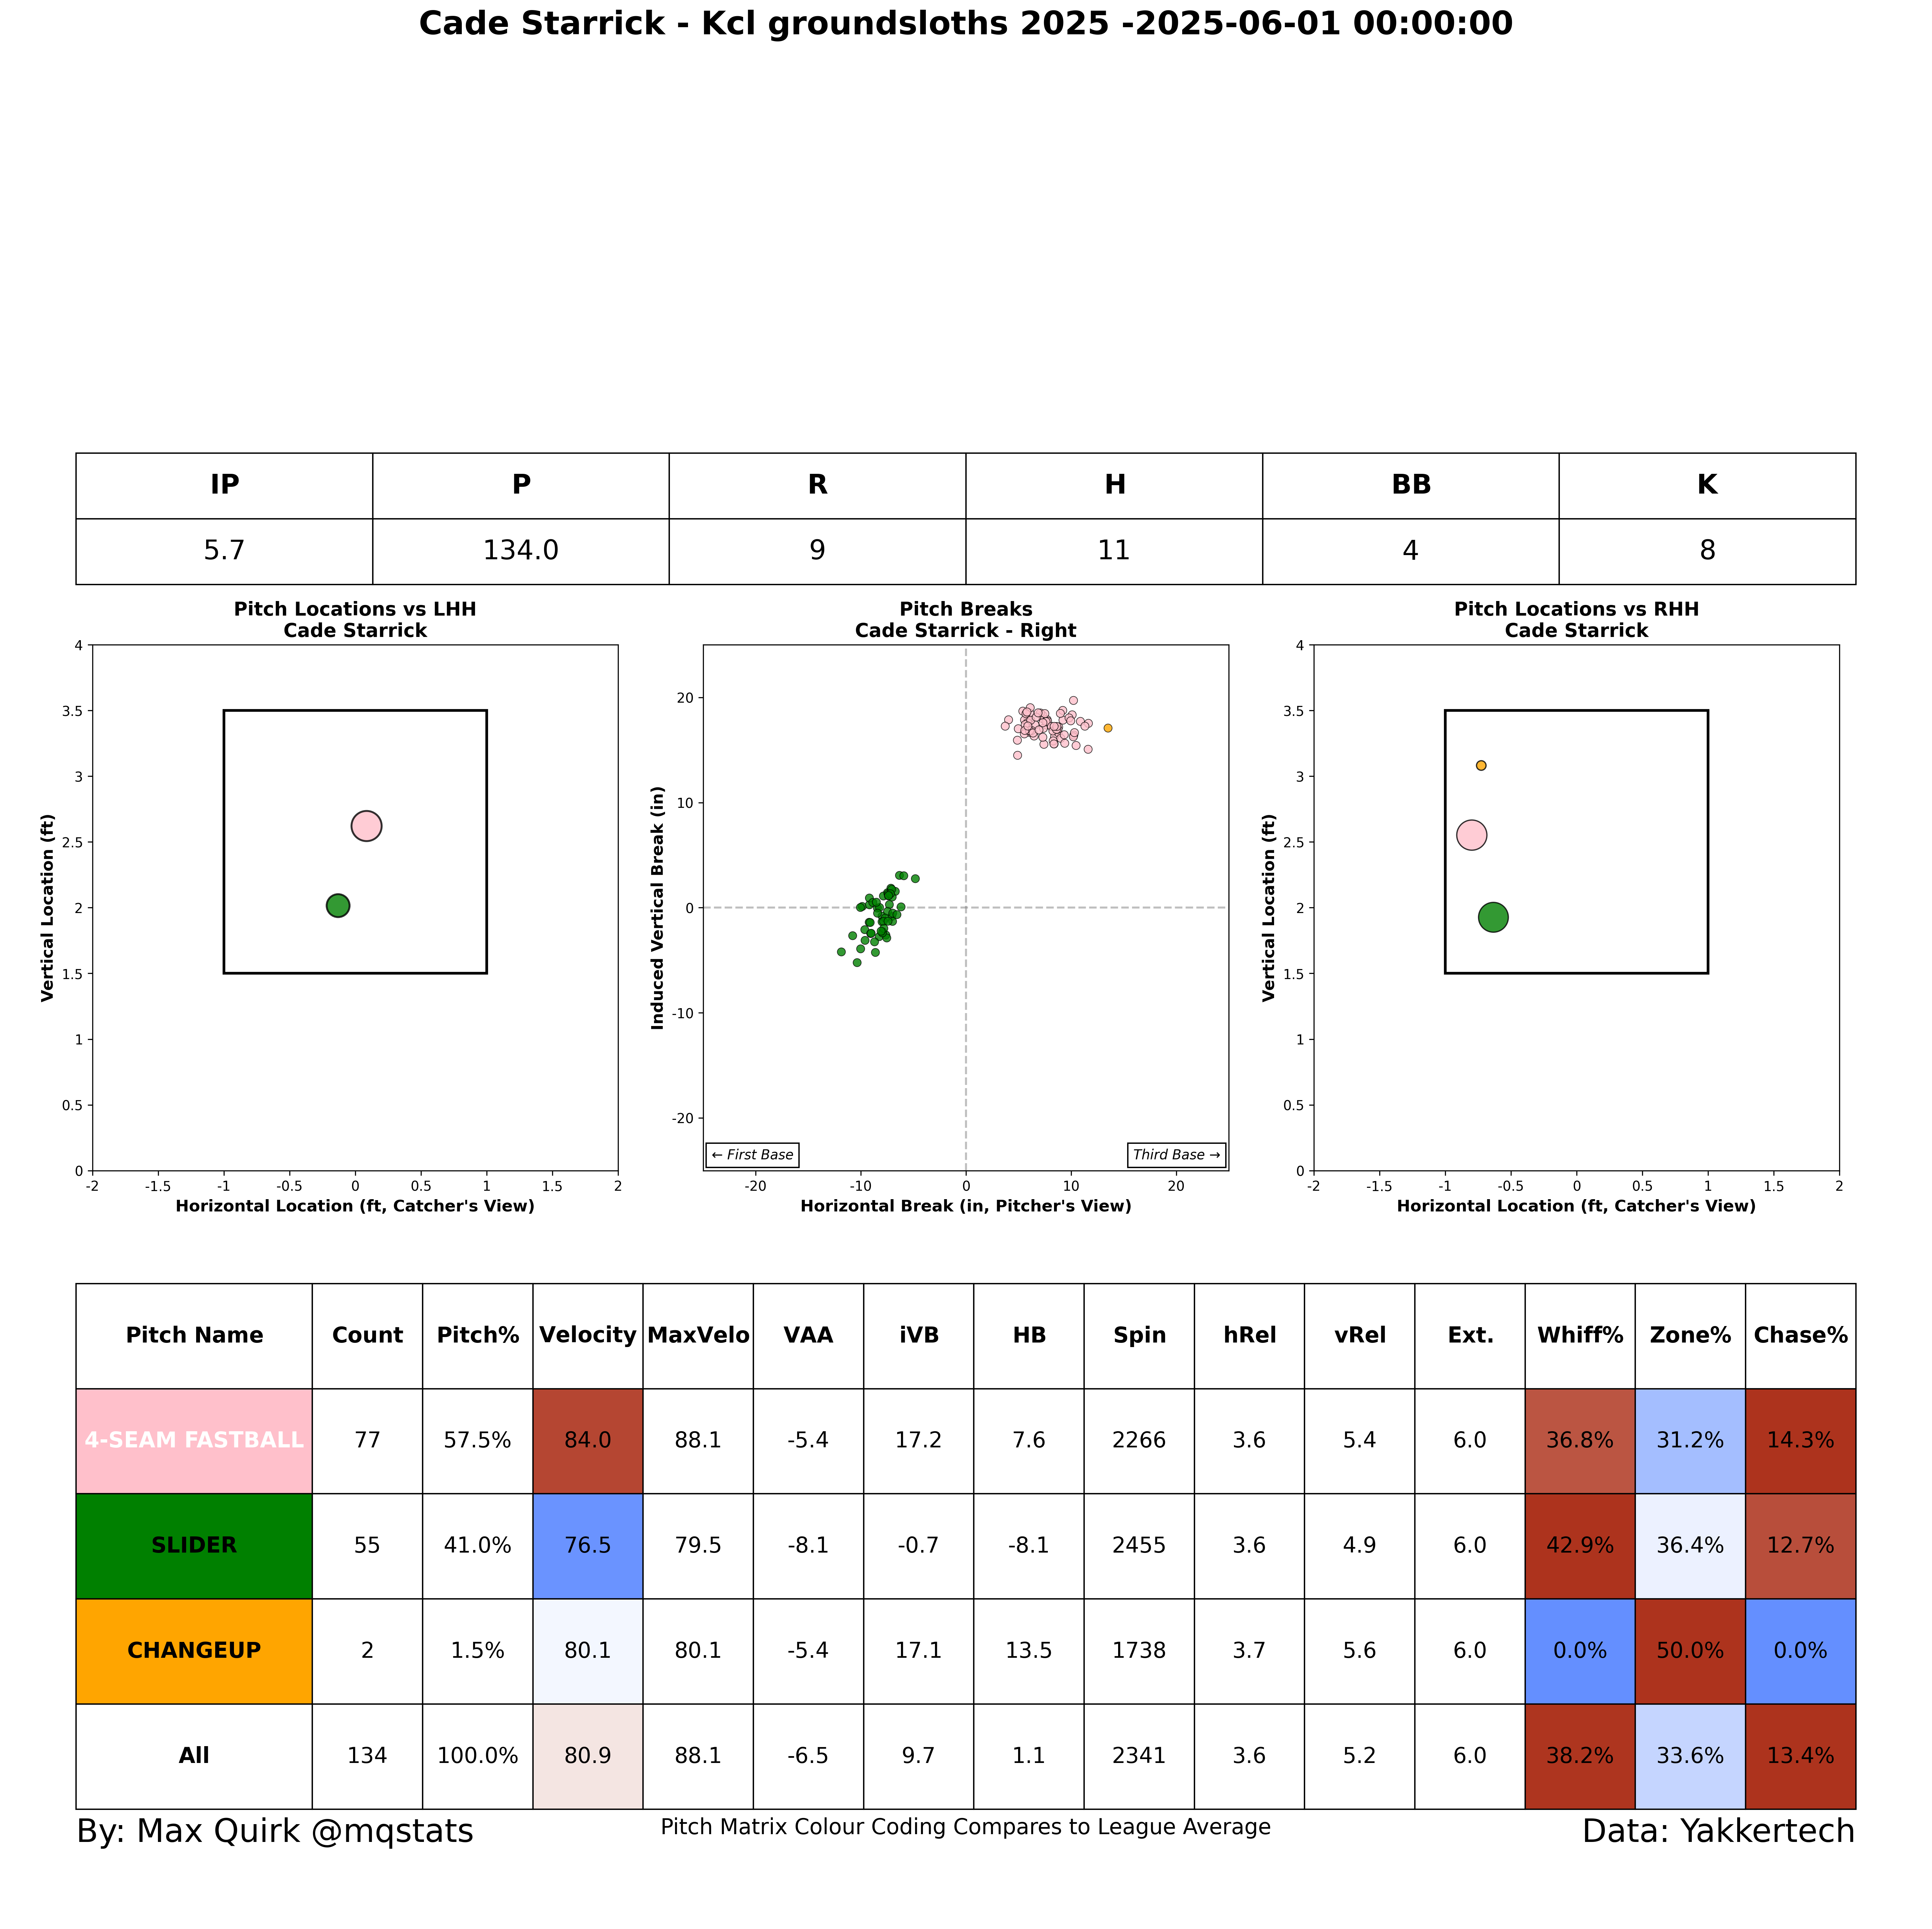 Cade Starrick - Kcl groundsloths 2025 -2025-06-01 00:00:00
IP P R H BB K
5.7 134.0 9 11 4 8
Pitch Locations vs LHH
Cade Starrick
4
3.5
3
2.5
2
1.5
1
0.5
0
Vertical Location (ft)
-2 -1.5 -1 -0.5 0 0.5 1 1.5 2
Horizontal Location (ft, Catcher's View)
Pitch Breaks
Cade Starrick - Right
20
10
0
-10
-20
Induced Vertical Break (in)
← First Base
Third Base →
-20 -10 0 10 20
Horizontal Break (in, Pitcher's View)
Pitch Locations vs RHH
Cade Starrick
4
3.5
3
2.5
2
1.5
1
0.5
0
Vertical Location (ft)
-2 -1.5 -1 -0.5 0 0.5 1 1.5 2
Horizontal Location (ft, Catcher's View)
Pitch Name Count Pitch% Velocity MaxVelo VAA iVB HB Spin hRel vRel Ext. Whiff% Zone% Chase%
4-SEAM FASTBALL 77 57.5% 84.0 88.1 -5.4 17.2 7.6 2266 3.6 5.4 6.0 36.8% 31.2% 14.3%
SLIDER 55 41.0% 76.5 79.5 -8.1 -0.7 -8.1 2455 3.6 4.9 6.0 42.9% 36.4% 12.7%
CHANGEUP 2 1.5% 80.1 80.1 -5.4 17.1 13.5 1738 3.7 5.6 6.0 0.0% 50.0% 0.0%
All 134 100.0% 80.9 88.1 -6.5 9.7 1.1 2341 3.6 5.2 6.0 38.2% 33.6% 13.4%
By: Max Quirk @mqstats
Pitch Matrix Colour Coding Compares to League Average
Data: Yakkertech